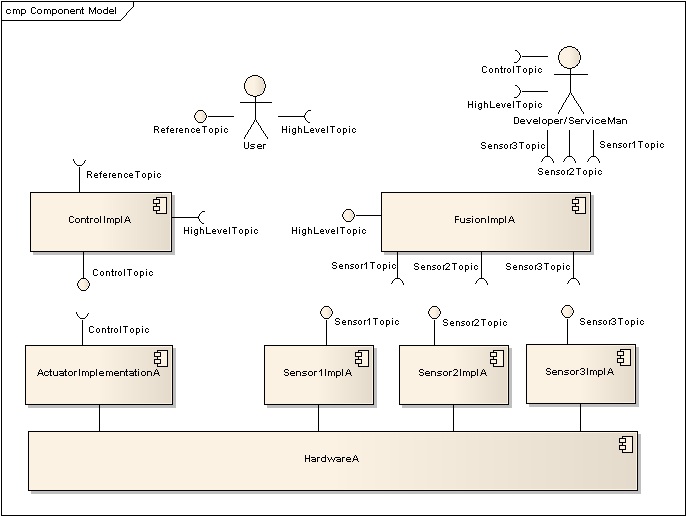 cmp Component Model
ControlTopic
HighLevelTopic
Developer/ServiceMan
ReferenceTopic
HighLevelTopic
User
Sensor3Topic
Sensor1Topic
Sensor2Topic
ReferenceTopic
ControlImplA
HighLevelTopic
HighLevelTopic
FusionImplA
ControlTopic
Sensor1Topic
Sensor2Topic
Sensor3Topic
ControlTopic
Sensor1Topic
Sensor2Topic
Sensor3Topic
ActuatorImplementationA
Sensor1ImplA
Sensor2ImplA
Sensor3ImplA
HardwareA